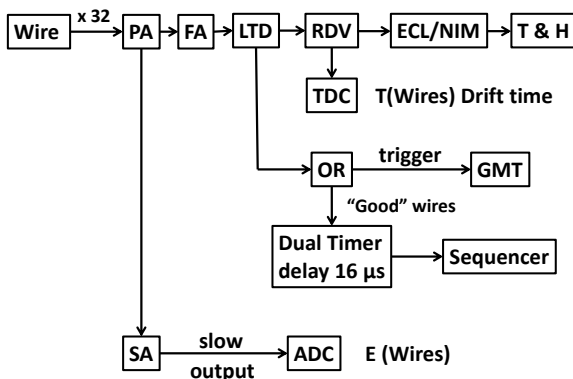 x 32
Wire PA FA LTD RDV ECL/NIM T & H
TDC T(Wires) Drift time
trigger
OR GMT
“Good” wires
Dual Timer
delay 16 µs
Sequencer
slow
SA ADC E (Wires)
output